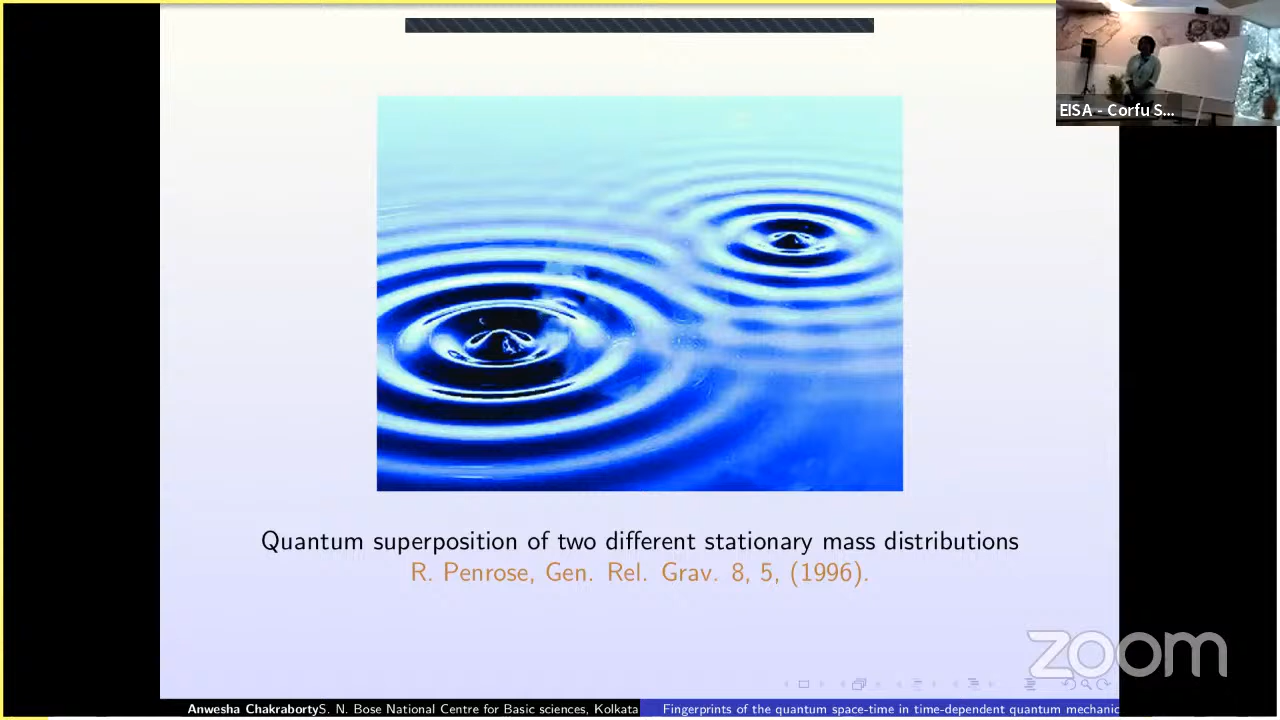 EISA - Corfu S...
Quantum superposition of two different stationary mass distributions
R. Penrose, Gen. Rel. Grav. 8, 5, (1996).
zoom
Anwesha ChakrabortyS. N. Bose National Centre for Basic sciences, Kolkata
Fingerprints of the quantum space-time in time-dependent quantum mechanic